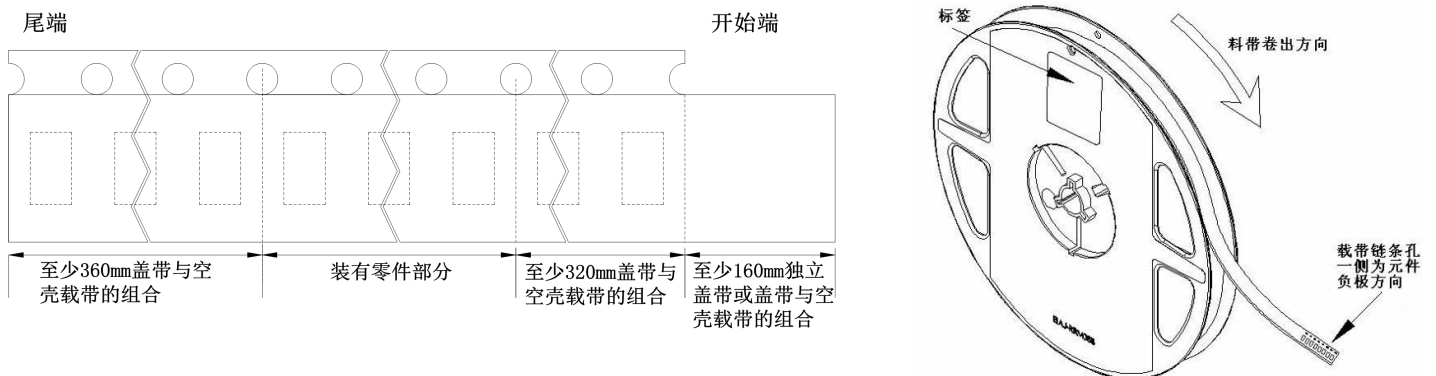 尾端
开始端
至少360mm盖带与空
壳载带的组合
装有零件部分
至少320mm盖带与
空壳载带的组合
至少160mm独立
盖带或盖带与空
壳载带的组合
标签
料带卷出方向
载带链条孔
一侧为元件
负极方向